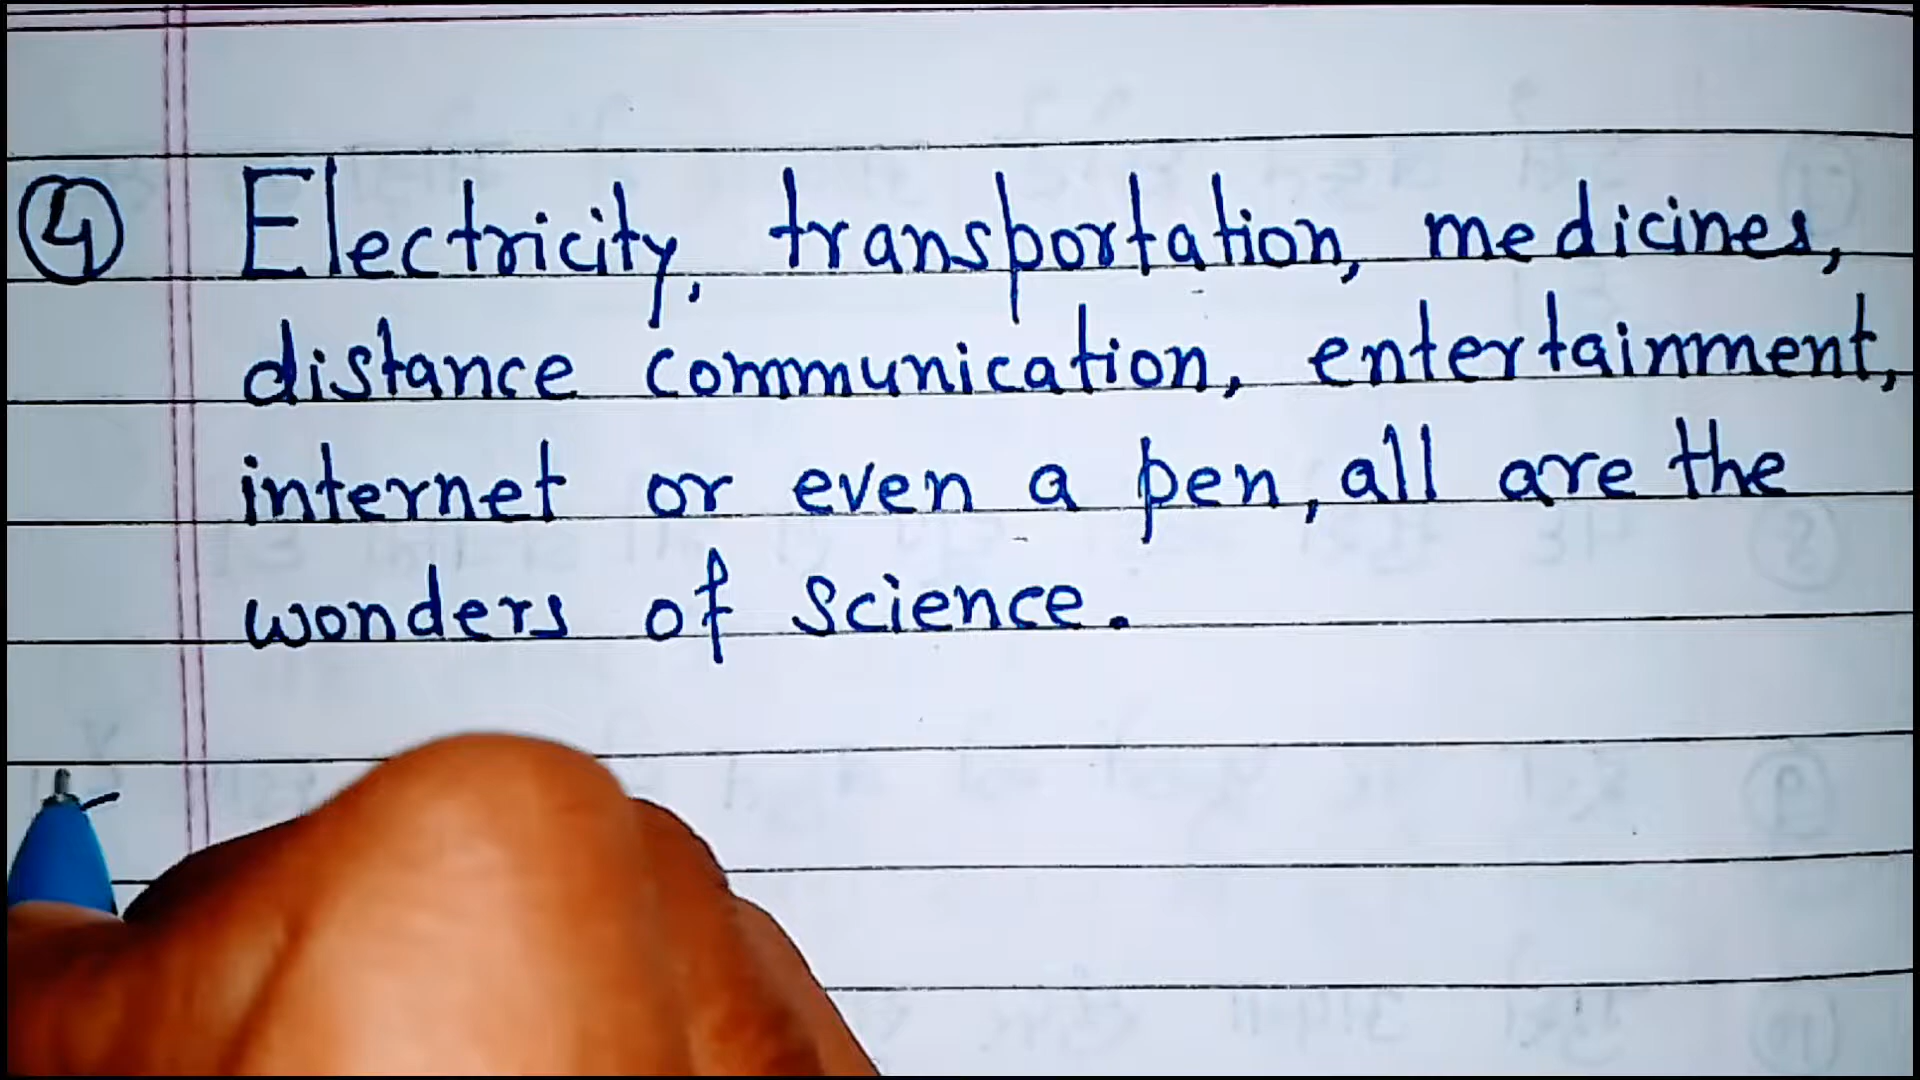 ④ Electricity, transportation, medicines,
distance communication, entertainment,
internet or even a pen, all are the
wonders of science.